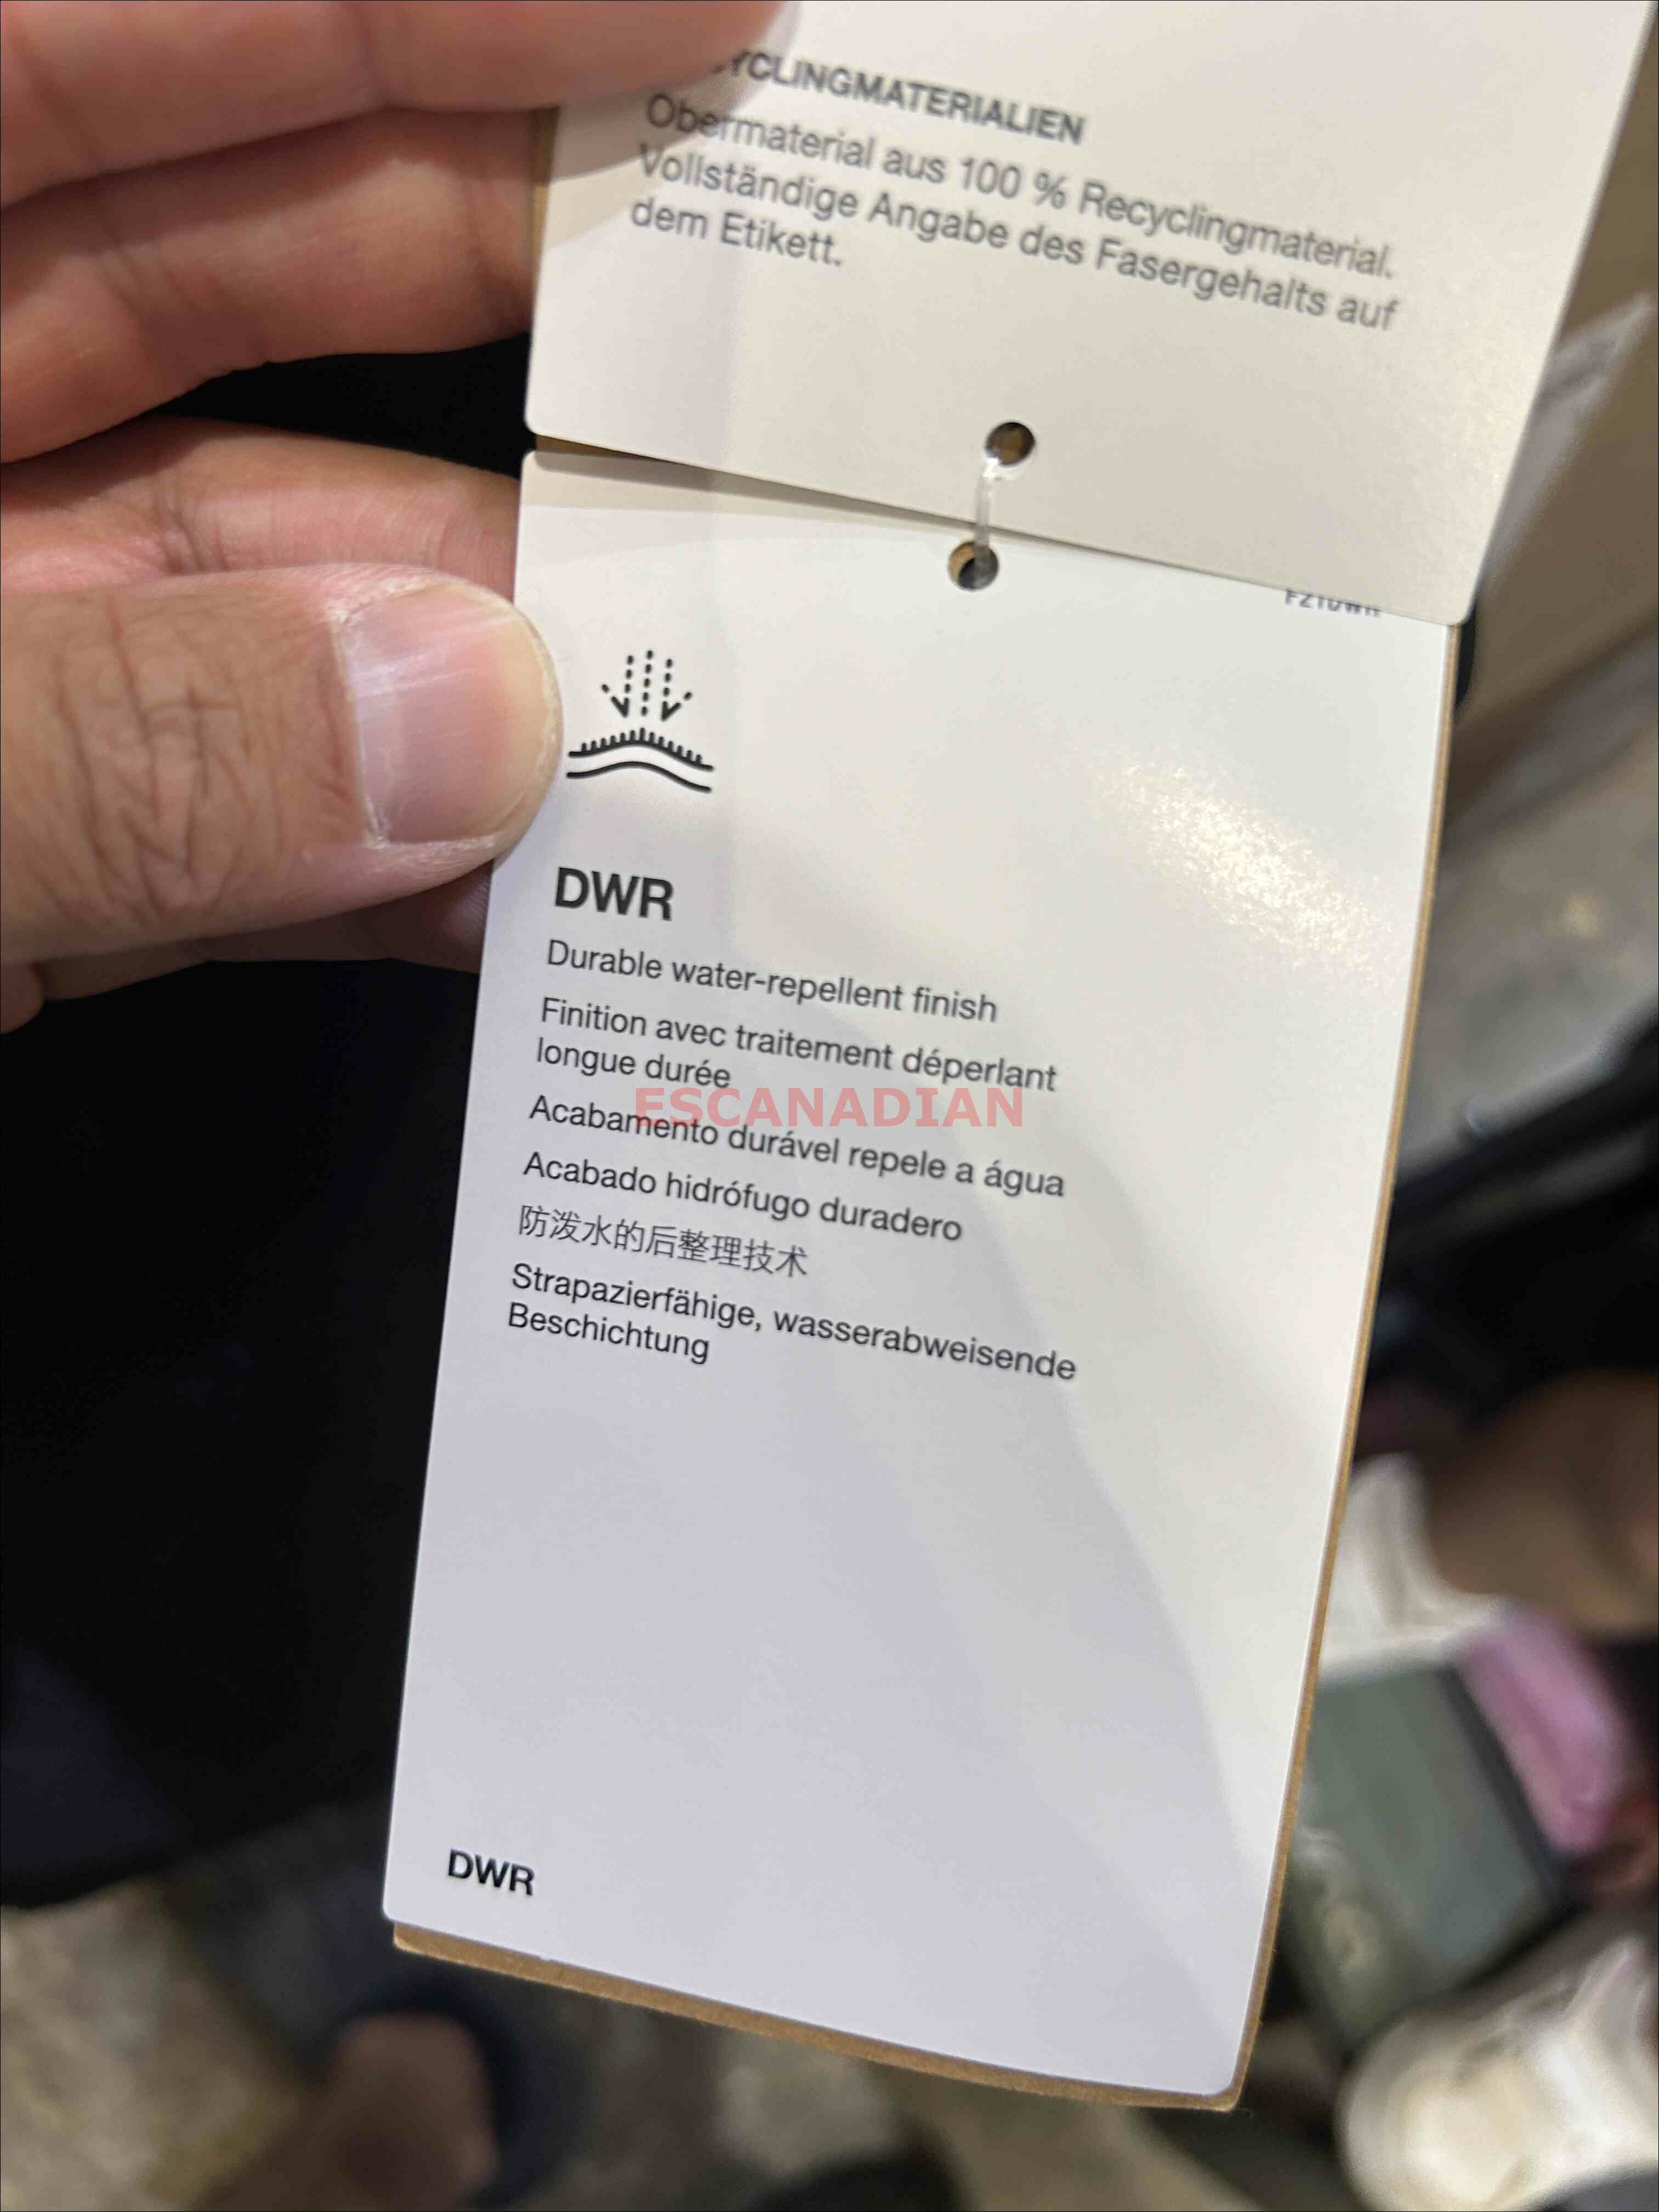 YCLINGMATERIALIEN
Obermaterial aus 100 % Recyclingmaterial.
Vollständige Angabe des Fasergehalts auf
dem Etikett.
DWR
Durable water-repellent finish
Finition avec traitement déperlant
longue durée
ESCANADIAN
Acabamento durável repele a água
Acabado hidrófugo duradero
防泼水的后整理技术
Strapazierfähige, wasserabweisende
Beschichtung
DWR